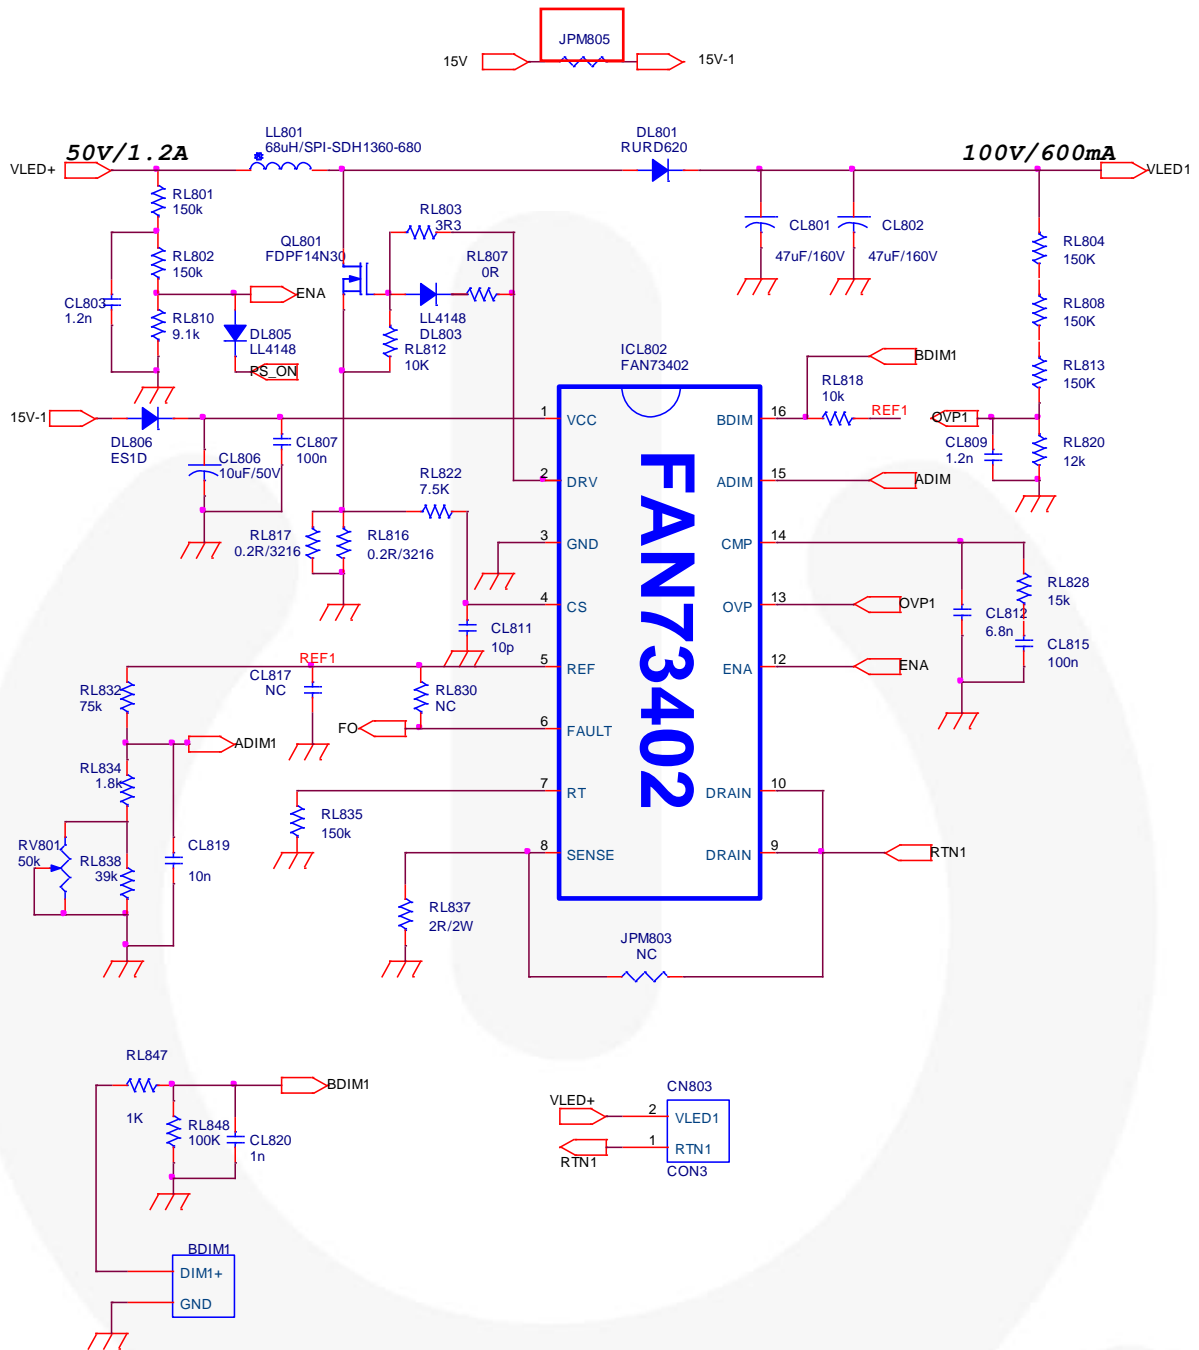 JPM805
15V
15V-1
50V/1.2A
VLED+
LL801
68uH/SPI-SDH1360-680
DL801
RURD620
100V/600mA
VLED1
RL801
150k
RL802
150k
CL803
1.2n
RL810
9.1k
ENA
DL805
LL4148
PS_ON
QL801
FDPF14N30
RL803
3R3
RL807
0R
LL4148
DL803
RL812
10K
CL801
47uF/160V
CL802
47uF/160V
RL804
150K
RL808
150K
RL813
150K
RL820
12k
OVP1
CL809
1.2n
BDIM1
RL818
10k
REF1
ICL802
FAN73402
15V-1
DL806
ES1D
CL806
10uF/50V
CL807
100n
RL822
7.5K
RL817
0.2R/3216
RL816
0.2R/3216
CL811
10p
1 VCC
2 DRV
3 GND
4 CS
5 REF
6 FAULT
7 RT
8 SENSE
FAN73402
BDIM 16
ADIM 15
CMP 14
OVP 13
ENA 12
DRAIN 10
DRAIN 9
ADIM
OVP1
ENA
RTN1
RL828
15k
CL812
6.8n
CL815
100n
REF1
CL817
NC
RL830
NC
FO
RL832
75k
ADIM1
RL834
1.8k
RV801
50k
RL838
39k
CL819
10n
RL835
150k
RL837
2R/2W
JPM803
NC
RL847
1K
BDIM1
RL848
100K
CL820
1n
BDIM1
DIM1+
GND
CN803
VLED+
2 VLED1
1 RTN1
RTN1
CON3